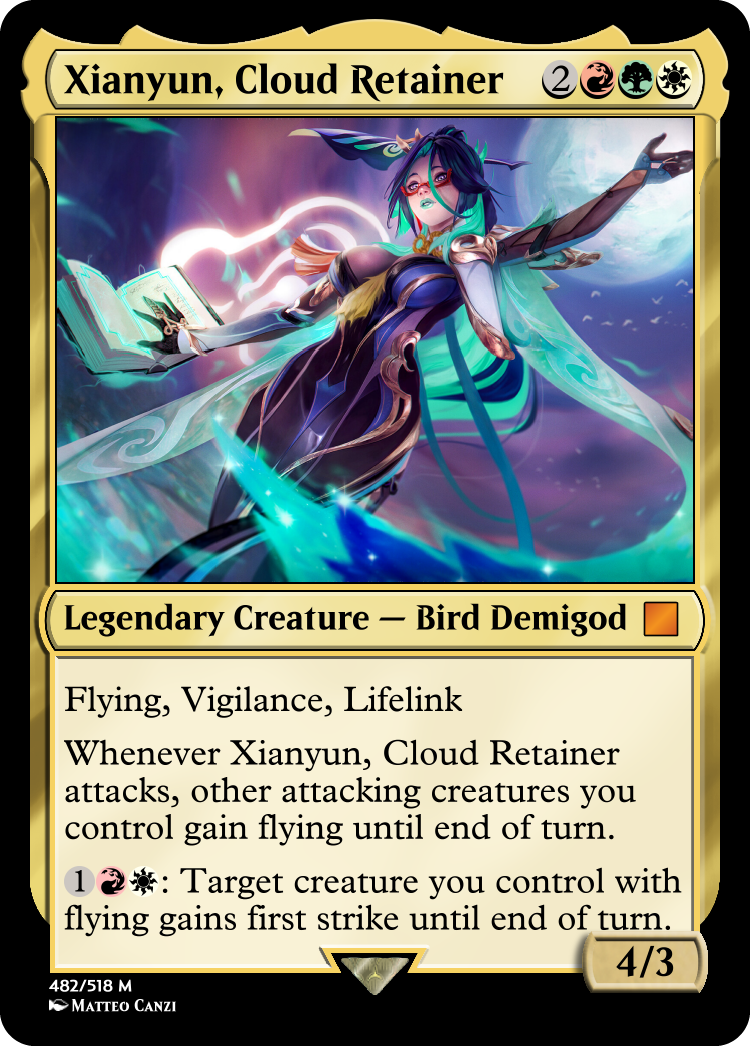 Xianyun, Cloud Retainer 2
Legendary Creature — Bird Demigod
Flying, Vigilance, Lifelink
Whenever Xianyun, Cloud Retainer
attacks, other attacking creatures you
control gain flying until end of turn.
1 : Target creature you control with
flying gains first strike until end of turn.
4/3
482/518 M
Matteo Canzi